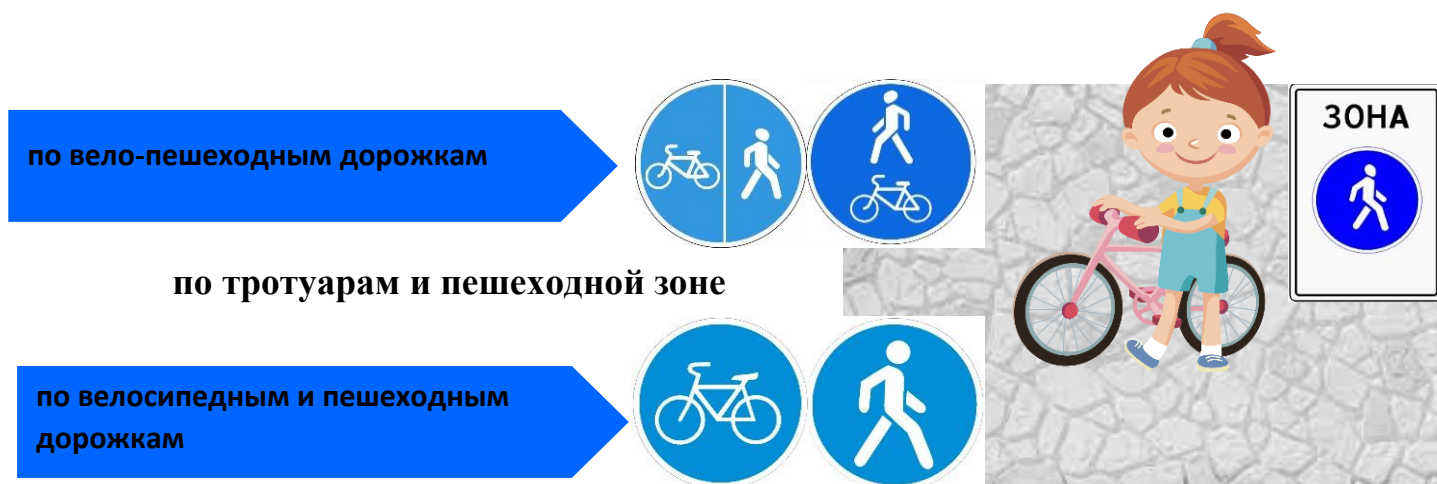 по вело-пешеходным дорожкам
ЗОНА
по тротуарам и пешеходной зоне
по велосипедным и пешеходным
дорожкам